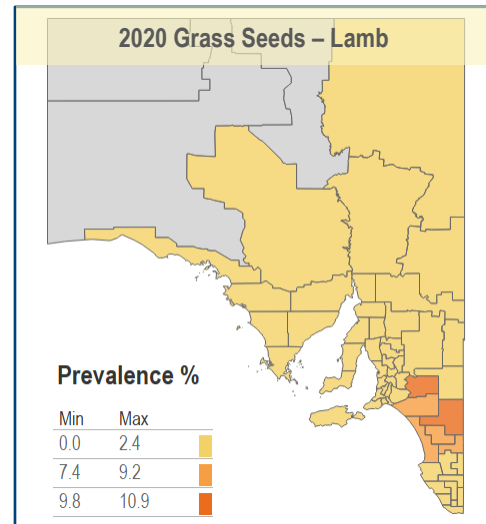 2020 Grass Seeds – Lamb
Prevalence %
Min Max
0.0 2.4
7.4 9.2
9.8 10.9